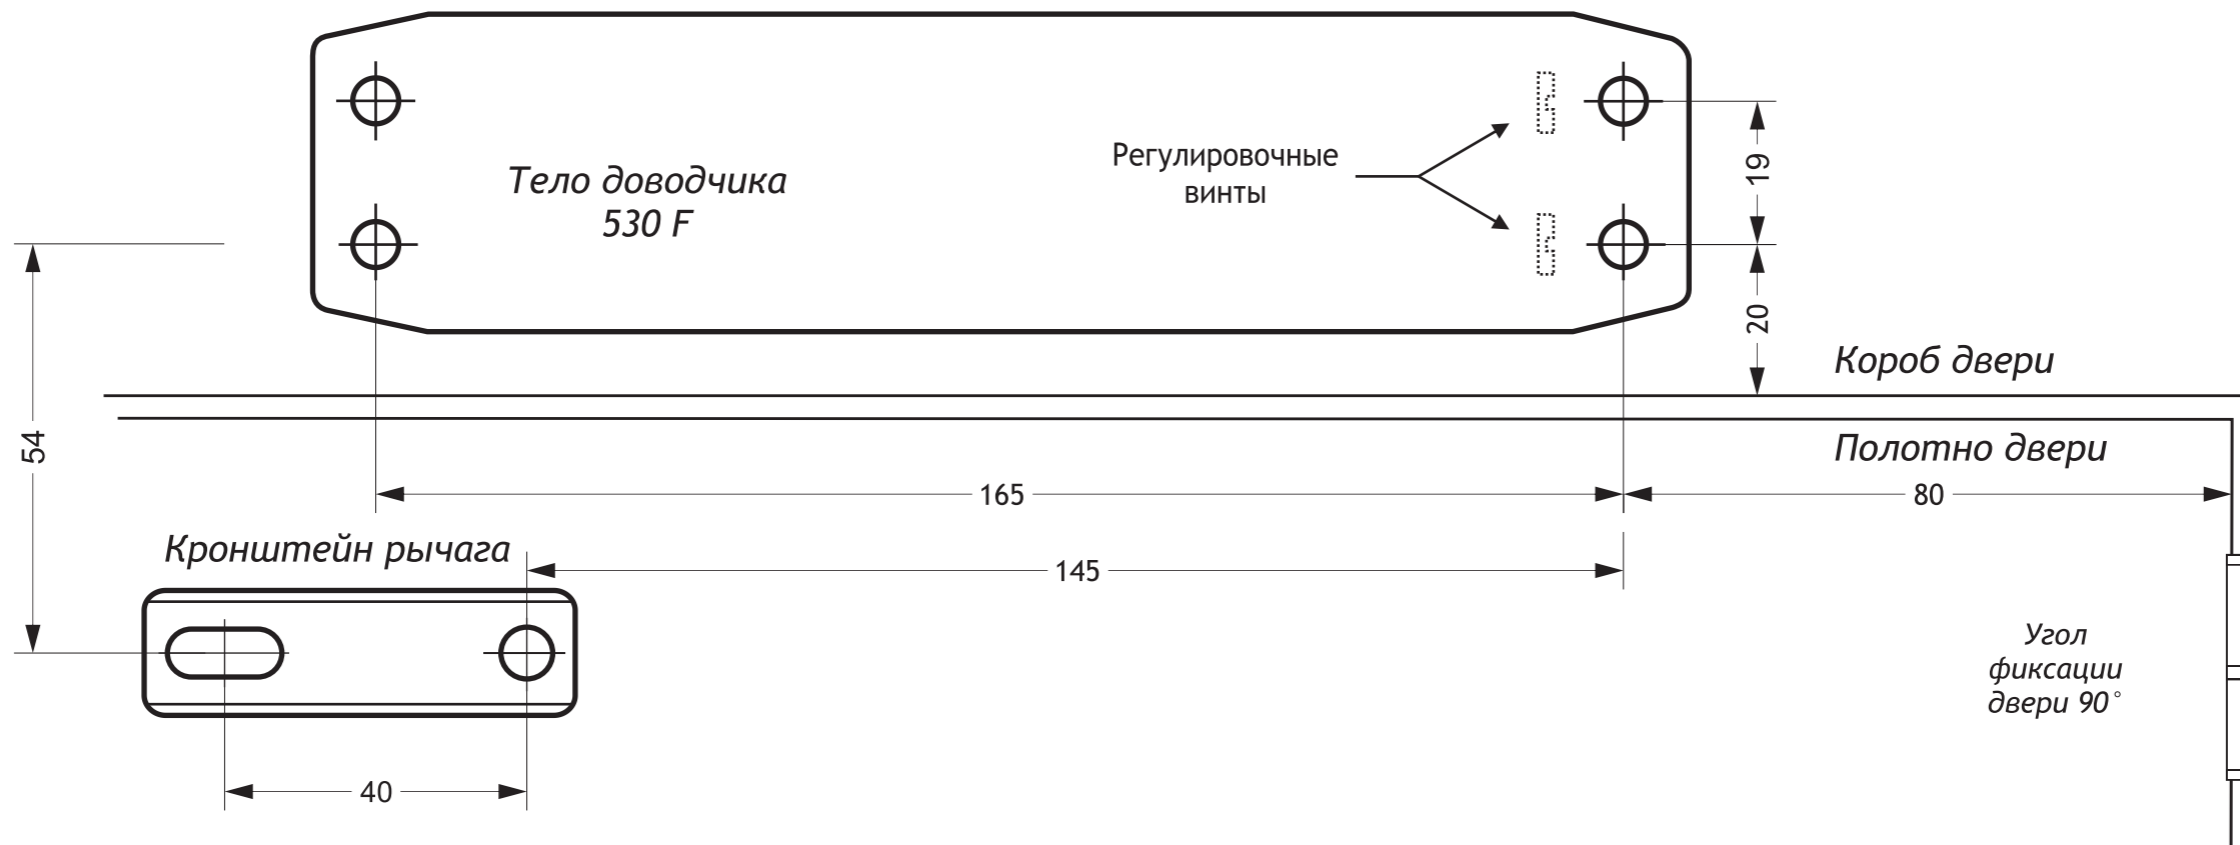 Тело доводчика
530 F
Регулировочные
винты
19
20
Короб двери
54
Полотно двери
165
80
Кронштейн рычага
145
Угол
фиксации
двери 90°
40